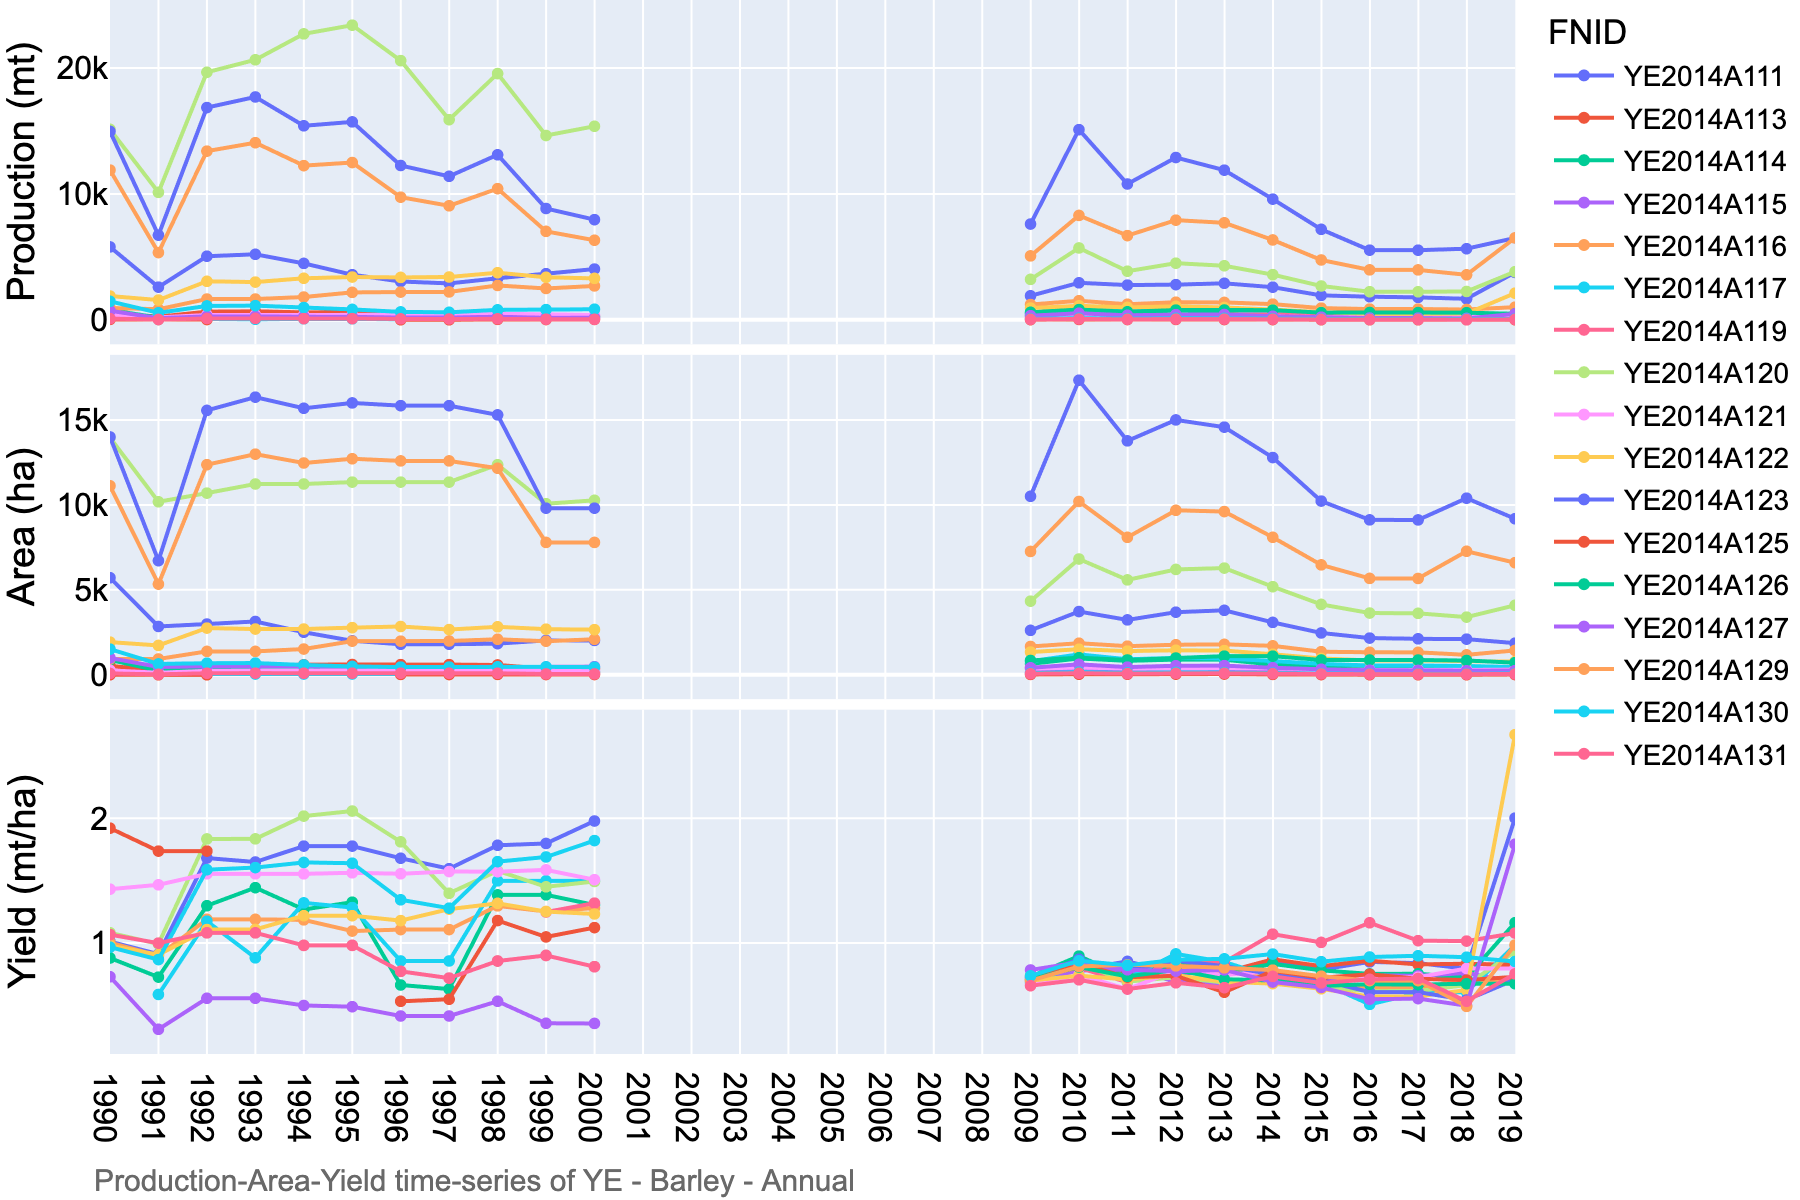 Production (mt)
20k
10k
0
Area (ha)
15k
10k
5k
0
Yield (mt/ha)
2
1
1990
1991
1992
1993
1994
1995
1996
1997
1998
1999
2000
2001
2002
2003
2004
2005
2006
2007
2008
2009
2010
2011
2012
2013
2014
2015
2016
2017
2018
2019
FNID
YE2014A111
YE2014A113
YE2014A114
YE2014A115
YE2014A116
YE2014A117
YE2014A119
YE2014A120
YE2014A121
YE2014A122
YE2014A123
YE2014A125
YE2014A126
YE2014A127
YE2014A129
YE2014A130
YE2014A131
Production-Area-Yield time-series of YE - Barley - Annual